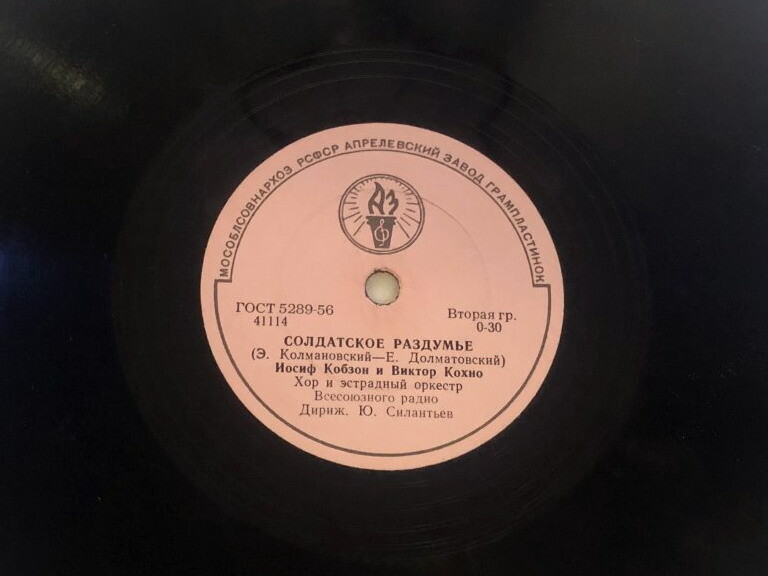 МОСОБЛСОВНАРХОЗ РСФСР АПРЕЛЕВСКИЙ ЗАВОД ГРАМПЛАСТИНОК
АЗ
ГОСТ 5289-56
41114
Вторая гр.
0-30
СОЛДАТСКОЕ РАЗДУМЬЕ
(Э. Колмановский—Е. Долматовский)
Иосиф Кобзон и Виктор Кохно
Хор и эстрадный оркестр
Всесоюзного радио
Дириж. Ю. Силантьев